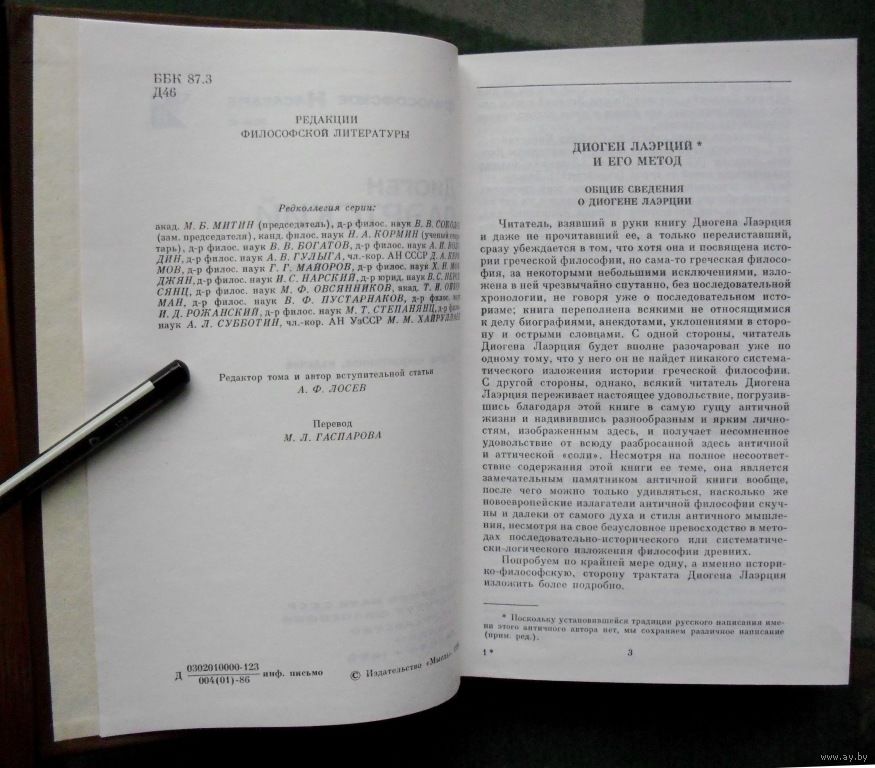 ББК 87.3
Д46
РЕДАКЦИИ
ФИЛОСОФСКОЙ ЛИТЕРАТУРЫ
Редколлегия серии:
акад. М. Б. МИТИН (председатель), д-р филос. наук В. В.
(зам. председателя), канд. филос. наук Н. А. КОРМИН (ученый
тарь), д-р филос. наук В. В. БОГАТОВ, д-р филос. наук А. И.
ДИН, д-р филос. наук А. В. ГУЛЫГА, чл.-кор. АН СССР Д. А.
МОВ, д-р филос. наук Г. Г. МАЙОРОВ, д-р филос. наук Х. Н.
ДЖЯН, д-р филос. наук И. С. НАРСКИЙ, д-р юрид. наук В. С.
СЯНЦ, д-р филос. наук М. Ф. ОВСЯННИКОВ, акад. Т. И.
МАН, д-р филос. наук В. Ф. ПУСТАРНАКОВ, д-р филос. наук
И. Д. РОЖАНСКИЙ, д-р филос. наук М. Т. СТЕПАНЯНЦ, д-р филос.
наук А. Л. СУББОТИН, чл.-кор. АН УзССР М. М.
Редактор тома и автор вступительной статьи
А. Ф. ЛОСЕВ
Перевод
М. Л. ГАСПАРОВА
Д 0302010000-123
004(01)-86 инф. письмо
© Издательство «Мысль».
ДИОГЕН ЛАЭРЦИЙ *
И ЕГО МЕТОД
ОБЩИЕ СВЕДЕНИЯ
О ДИОГЕНЕ ЛАЭРЦИИ
Читатель, взявший в руки книгу Диогена Лаэрция
и даже не прочитавший ее, а только перелиставший,
сразу убеждается в том, что хотя она и посвящена исто-
рии греческой философии, но сама-то греческая филосо-
фия, за некоторыми небольшими исключениями, изло-
жена в ней чрезвычайно спутанно, без последовательной
хронологии, не говоря уже о последовательном исто-
ризме; книга переполнена всякими не относящимися
к делу биографиями, анекдотами, уклонениями в сторо-
ну и острыми словцами. С одной стороны, читатель
Диогена Лаэрция будет вполне разочарован уже по
одному тому, что у него он не найдет никакого система-
тического изложения истории греческой философии.
С другой стороны, однако, всякий читатель Диогена
Лаэрция переживает настоящее удовольствие, погрузив-
шись благодаря этой книге в самую гущу античной
жизни и надивившись разнообразным и ярким лично-
стям, изображенным здесь, и получает несомненное
удовольствие от всюду разбросанной здесь античной
и аттической «соли». Несмотря на полное несоответ-
ствие содержания этой книги ее теме, она является
замечательным памятником античной книги вообще,
после чего можно только удивляться, насколько же
новоевропейские излагатели античной философии скуч-
ны и далеки от самого духа и стиля античного мышле-
ния, несмотря на свое безусловное превосходство в мето-
дах последовательно-исторического или систематиче-
ски-логического изложения философии древних.
Попробуем по крайней мере одну, а именно истори-
ко-философскую, сторону трактата Диогена Лаэрция
изложить более подробно.
* Поскольку установившейся традиции русского написания име-
ни этого античного автора нет, мы сохраняем различное написание
(прим. ред.).
1 *
3
www.ay.by